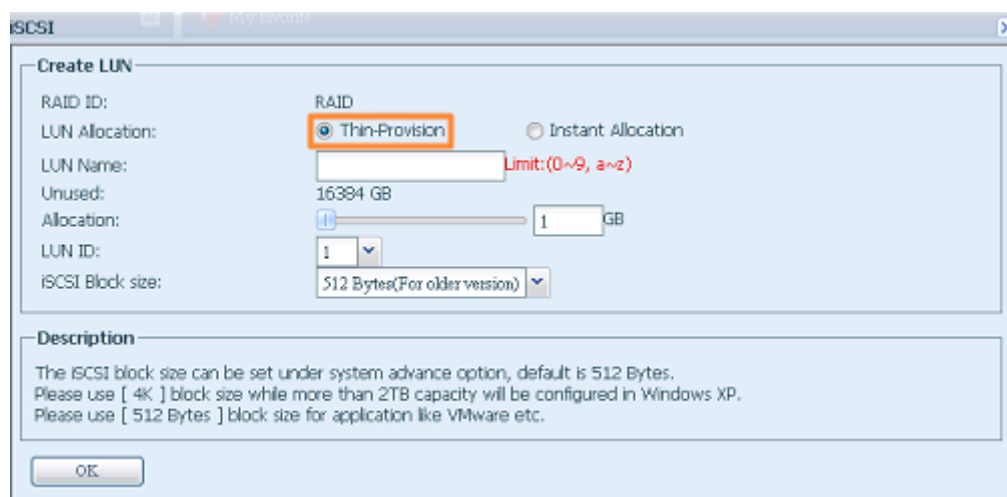 My favorite
iSCSI
Create LUN
RAID ID: RAID
LUN Allocation: Thin-Provision Instant Allocation
LUN Name: Limit:(0~9, a~z)
Unused: 16384 GB
Allocation: 1 GB
LUN ID: 1
iSCSI Block size: 512 Bytes(For older version)
Description
The iSCSI block size can be set under system advance option, default is 512 Bytes.
Please use [ 4K ] block size while more than 2TB capacity will be configured in Windows XP.
Please use [ 512 Bytes ] block size for application like VMware etc.
OK